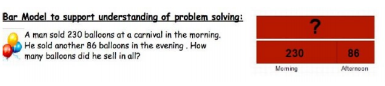 Bar Model to support understanding of problem solving:
A man sold 230 balloons at a carnival in the morning.
He sold another 86 balloons in the evening . How
many balloons did he sell in all?
?
230 86
Morning Afternoon